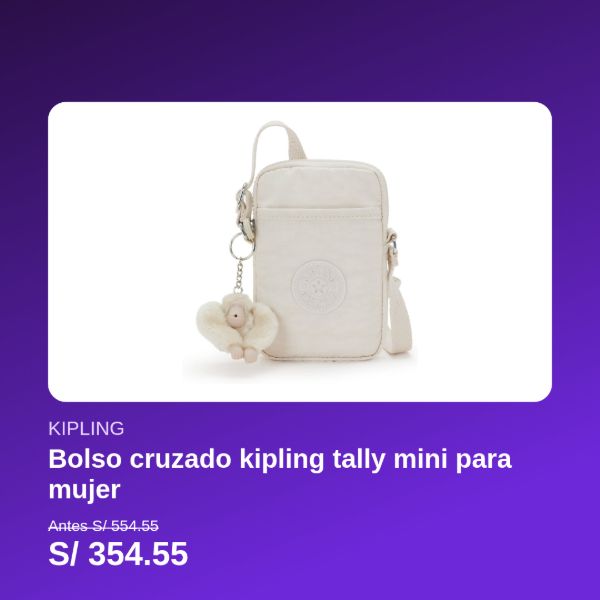 KIPLING
Bolso cruzado kipling tally mini para
mujer
Antes S/ 554.55
S/ 354.55